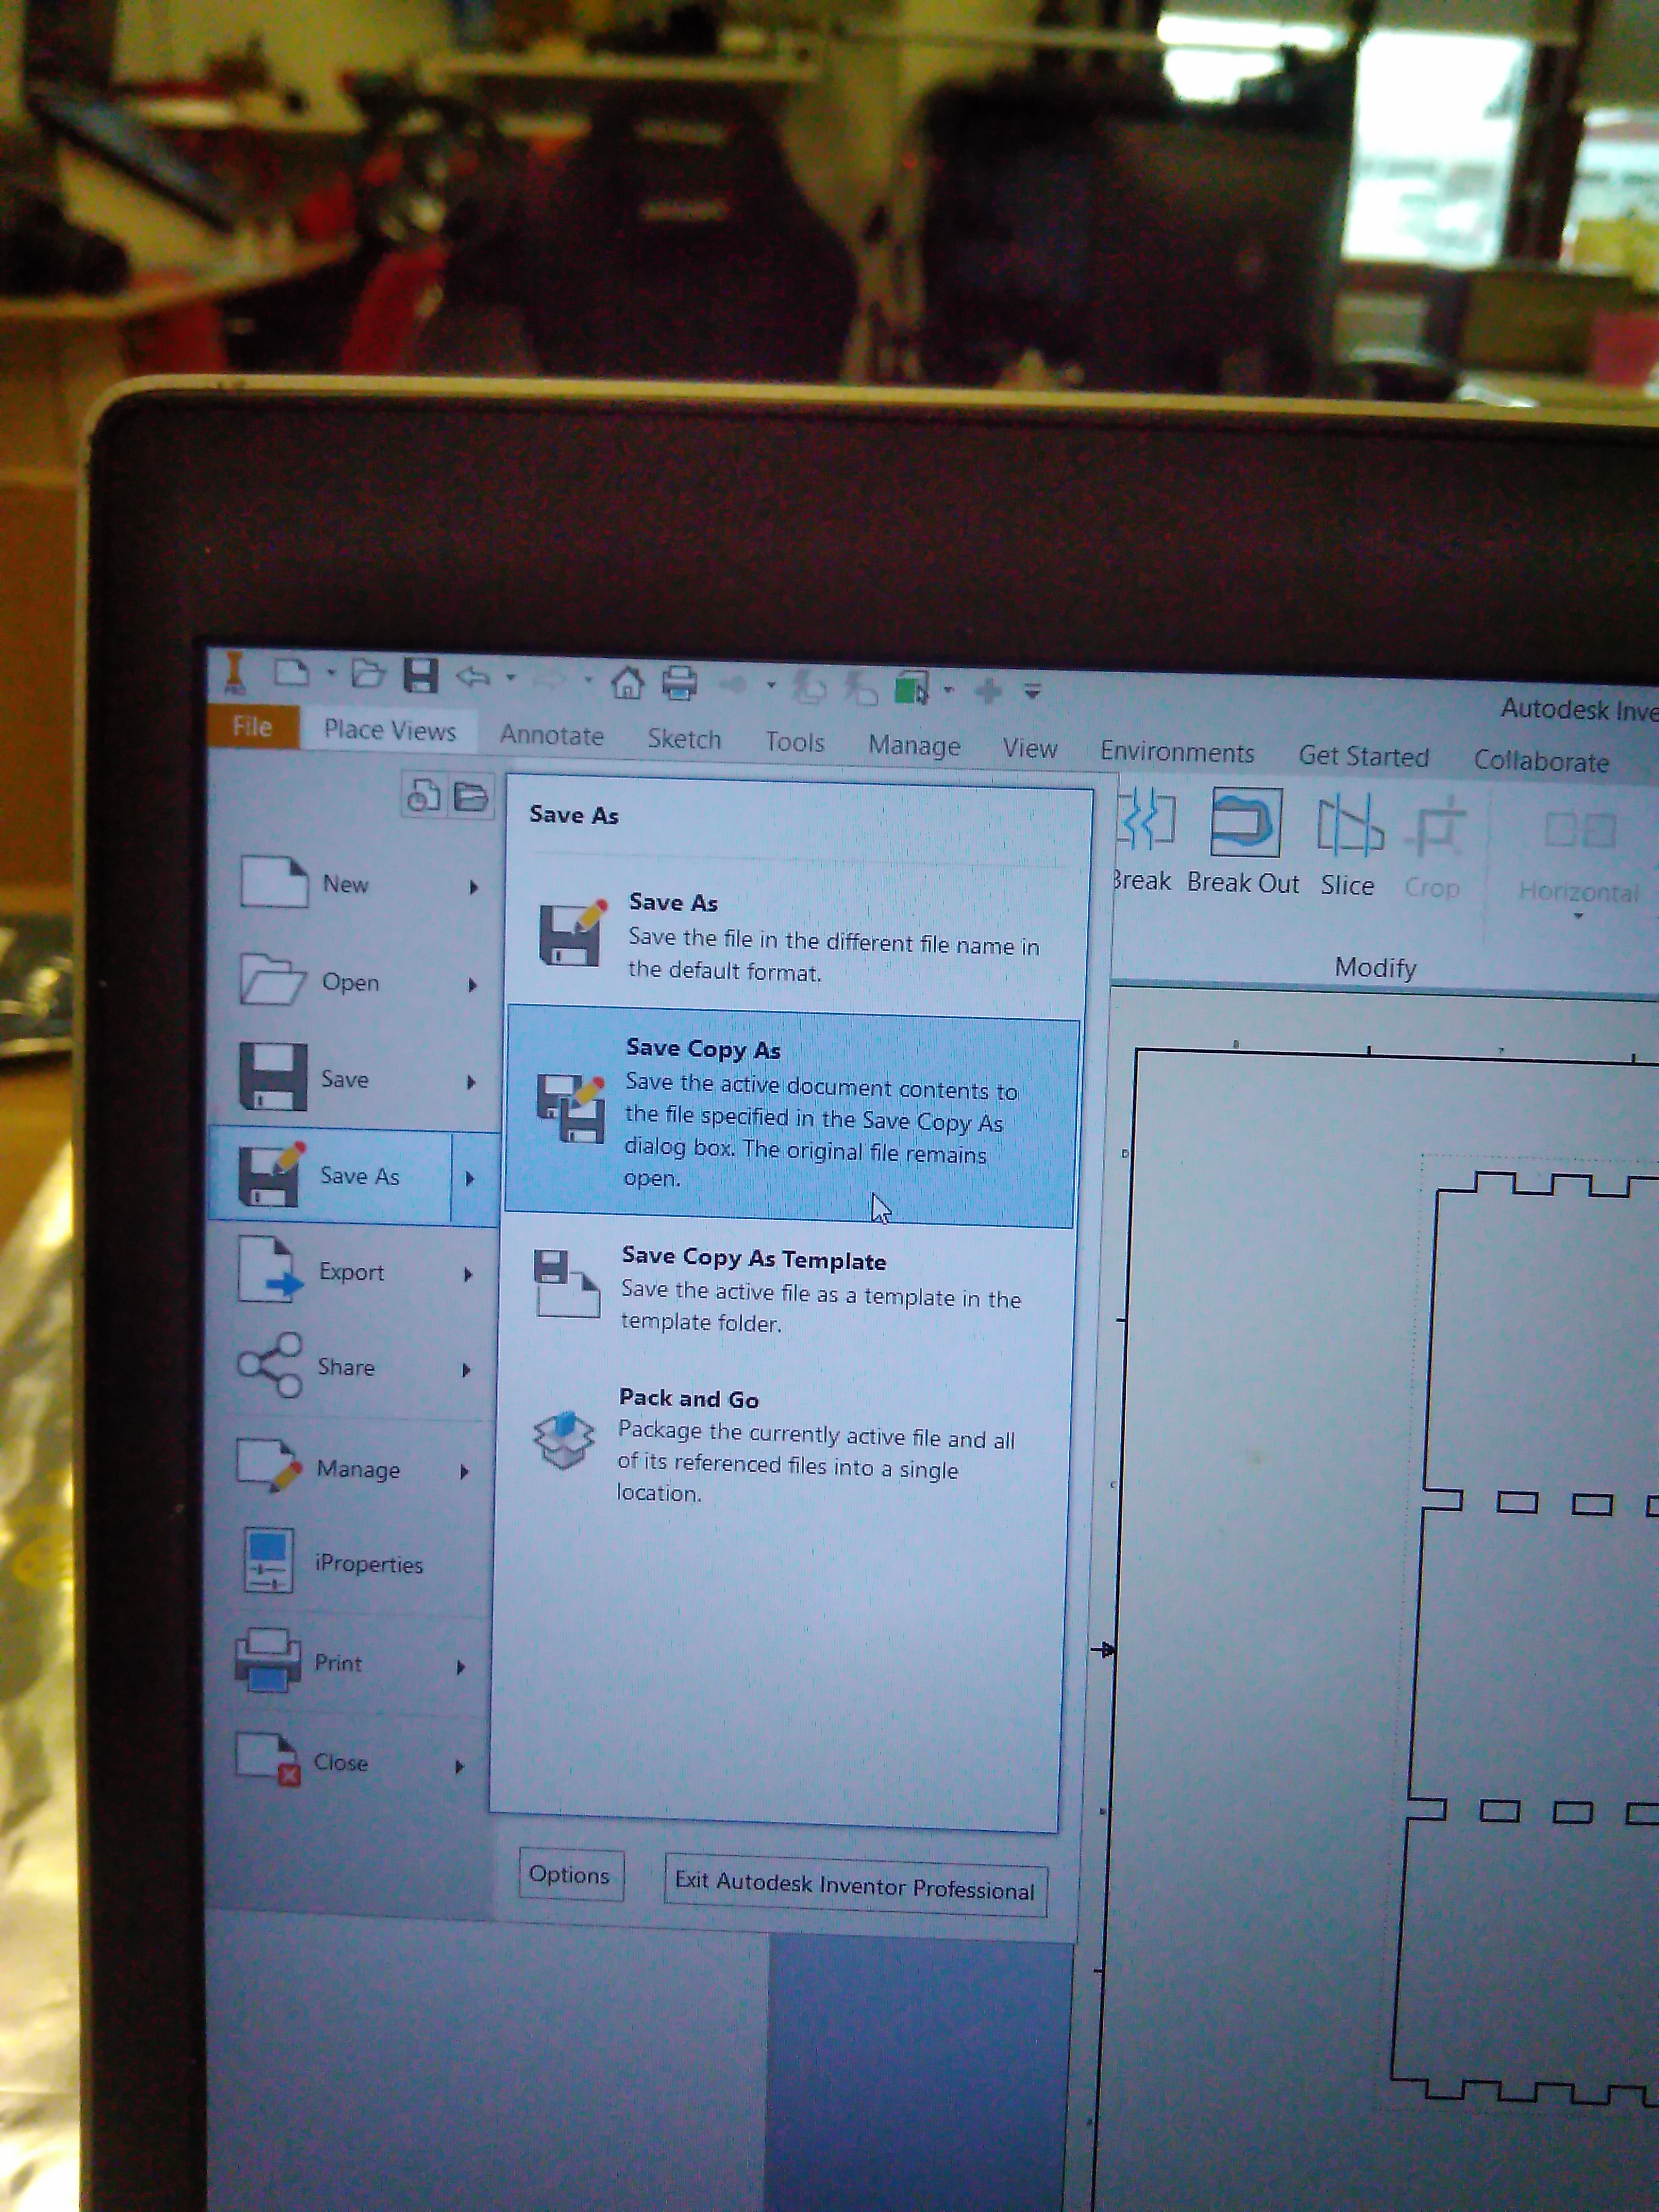 PRO
Autodesk Inve
File
Place Views
Annotate
Sketch
Tools
Manage
View
Environments
Get Started
Collaborate
Save As
New
Open
Save
Save As
Export
Share
Manage
iProperties
Print
Close
Save As
Save the file in the different file name in
the default format.
Save Copy As
Save the active document contents to
the file specified in the Save Copy As
dialog box. The original file remains
open.
Save Copy As Template
Save the active file as a template in the
template folder.
Pack and Go
Package the currently active file and all
of its referenced files into a single
location.
Options
Exit Autodesk Inventor Professional
Break
Break Out
Slice
Crop
Horizontal
Modify
D
C